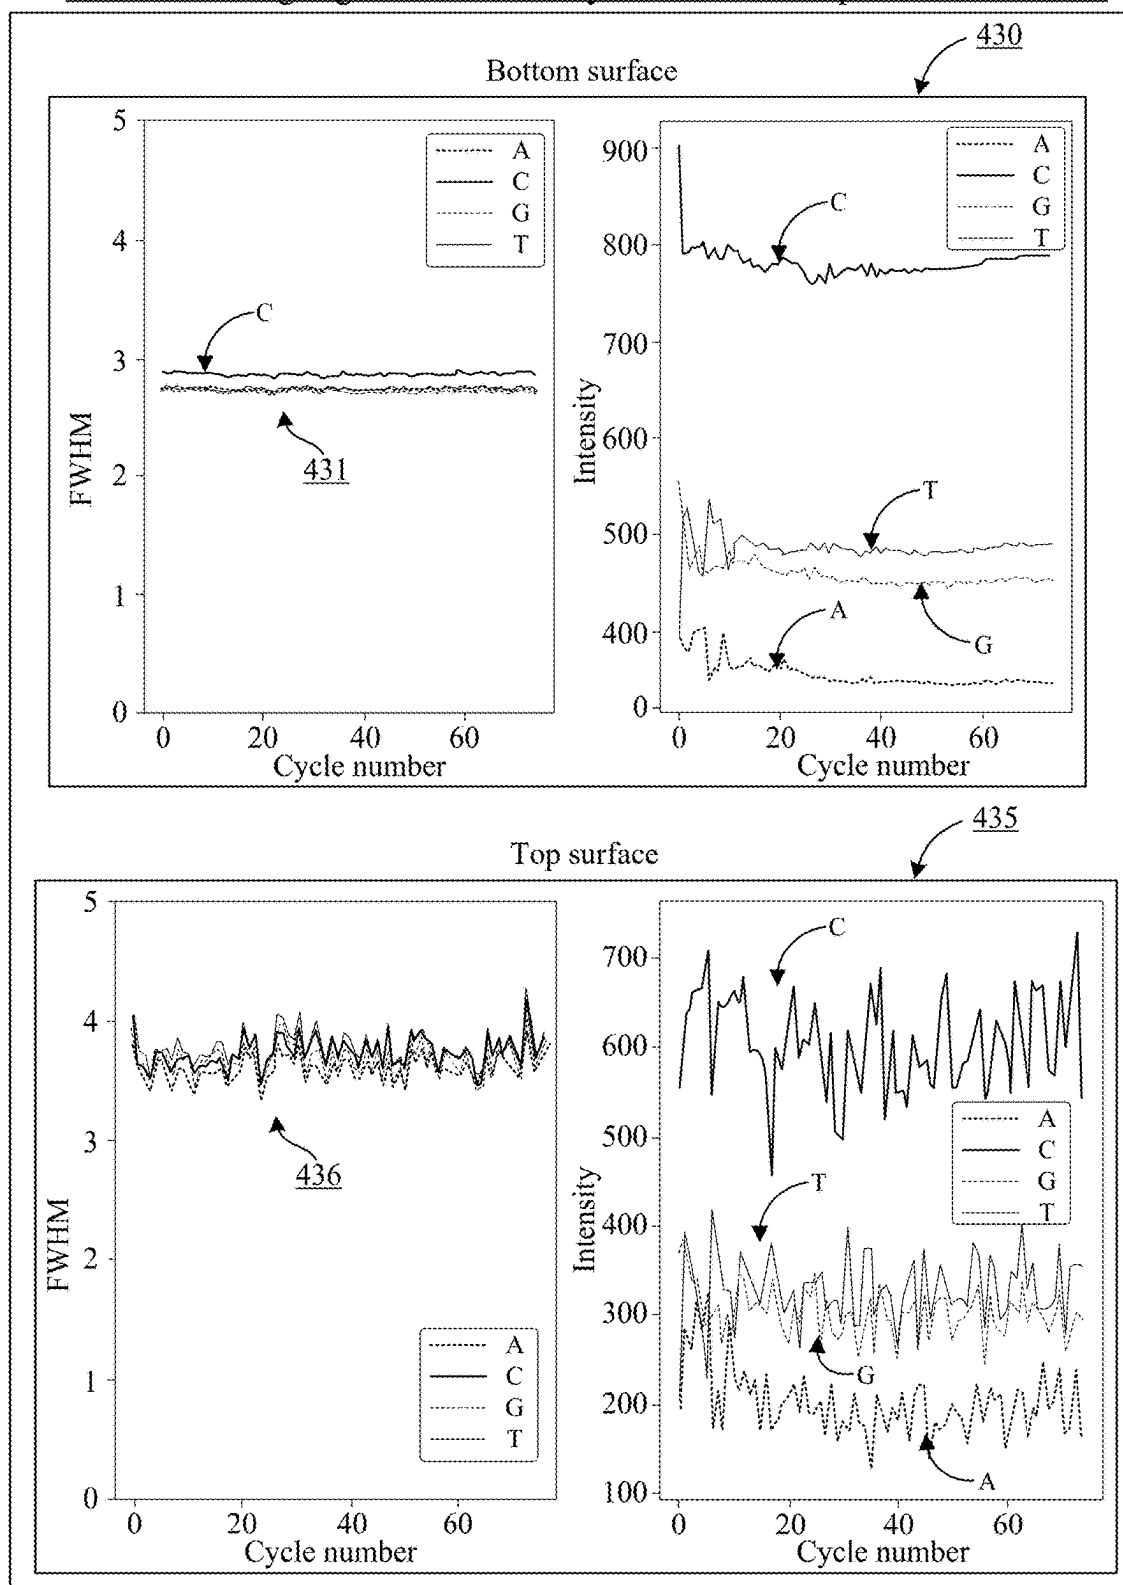 430
Bottom surface
5
4
3
2
1
0
FWHM
A
C
G
T
C
431
0 20 40 60
Cycle number
900
800
700
600
500
400
0
Intensity
A
C
G
T
C
T
A
G
0 20 40 60
Cycle number
435
Top surface
5
4
3
2
1
0
FWHM
436
A
C
G
T
0 20 40 60
Cycle number
700
600
500
400
300
200
100
Intensity
C
A
C
G
T
T
G
A
0 20 40 60
Cycle number